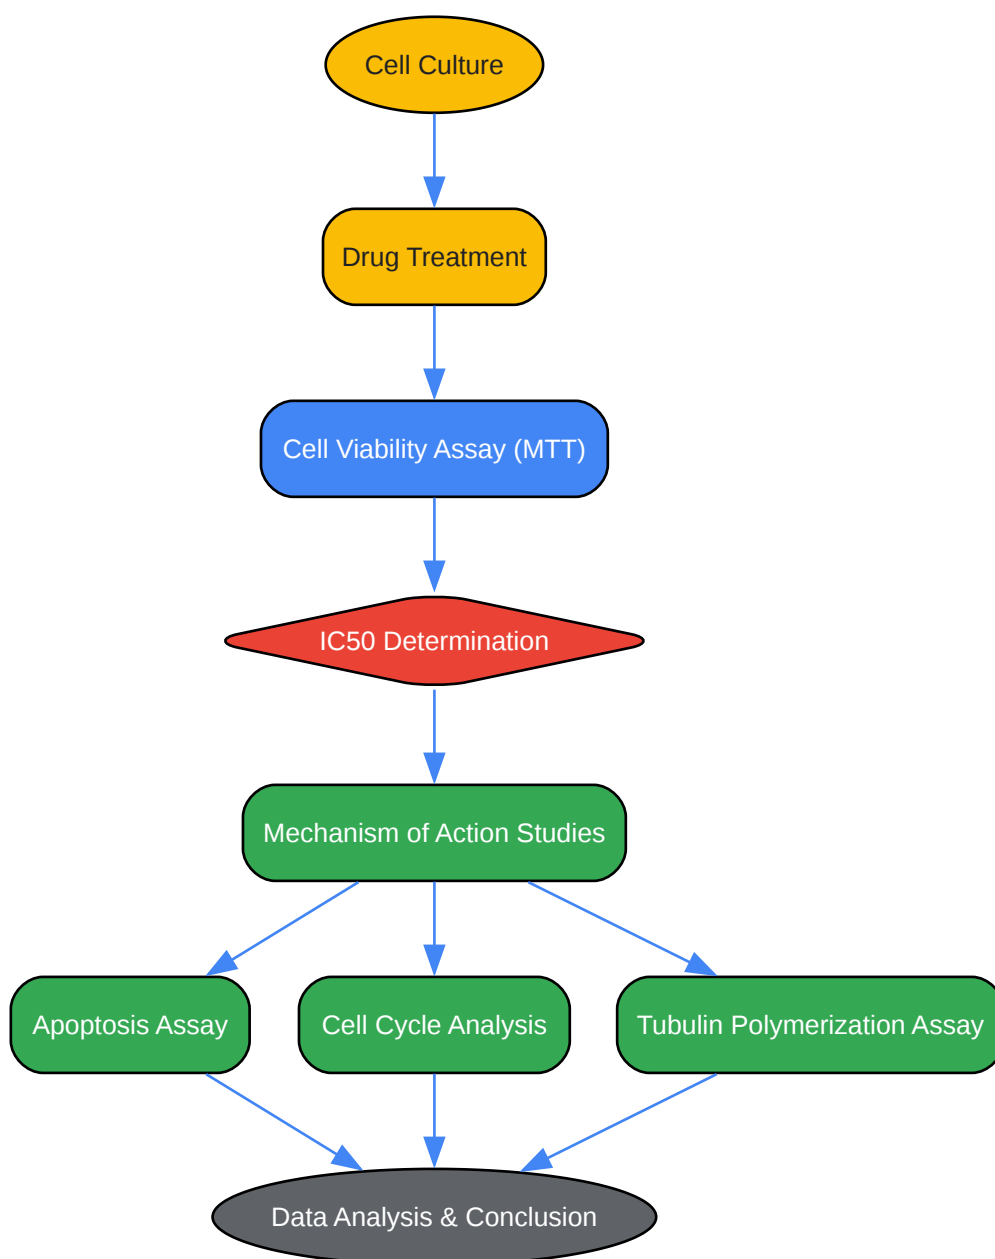 Cell Culture
Drug Treatment
Cell Viability Assay (MTT)
IC50 Determination
Mechanism of Action Studies
Apoptosis Assay
Cell Cycle Analysis
Tubulin Polymerization Assay
Data Analysis & Conclusion